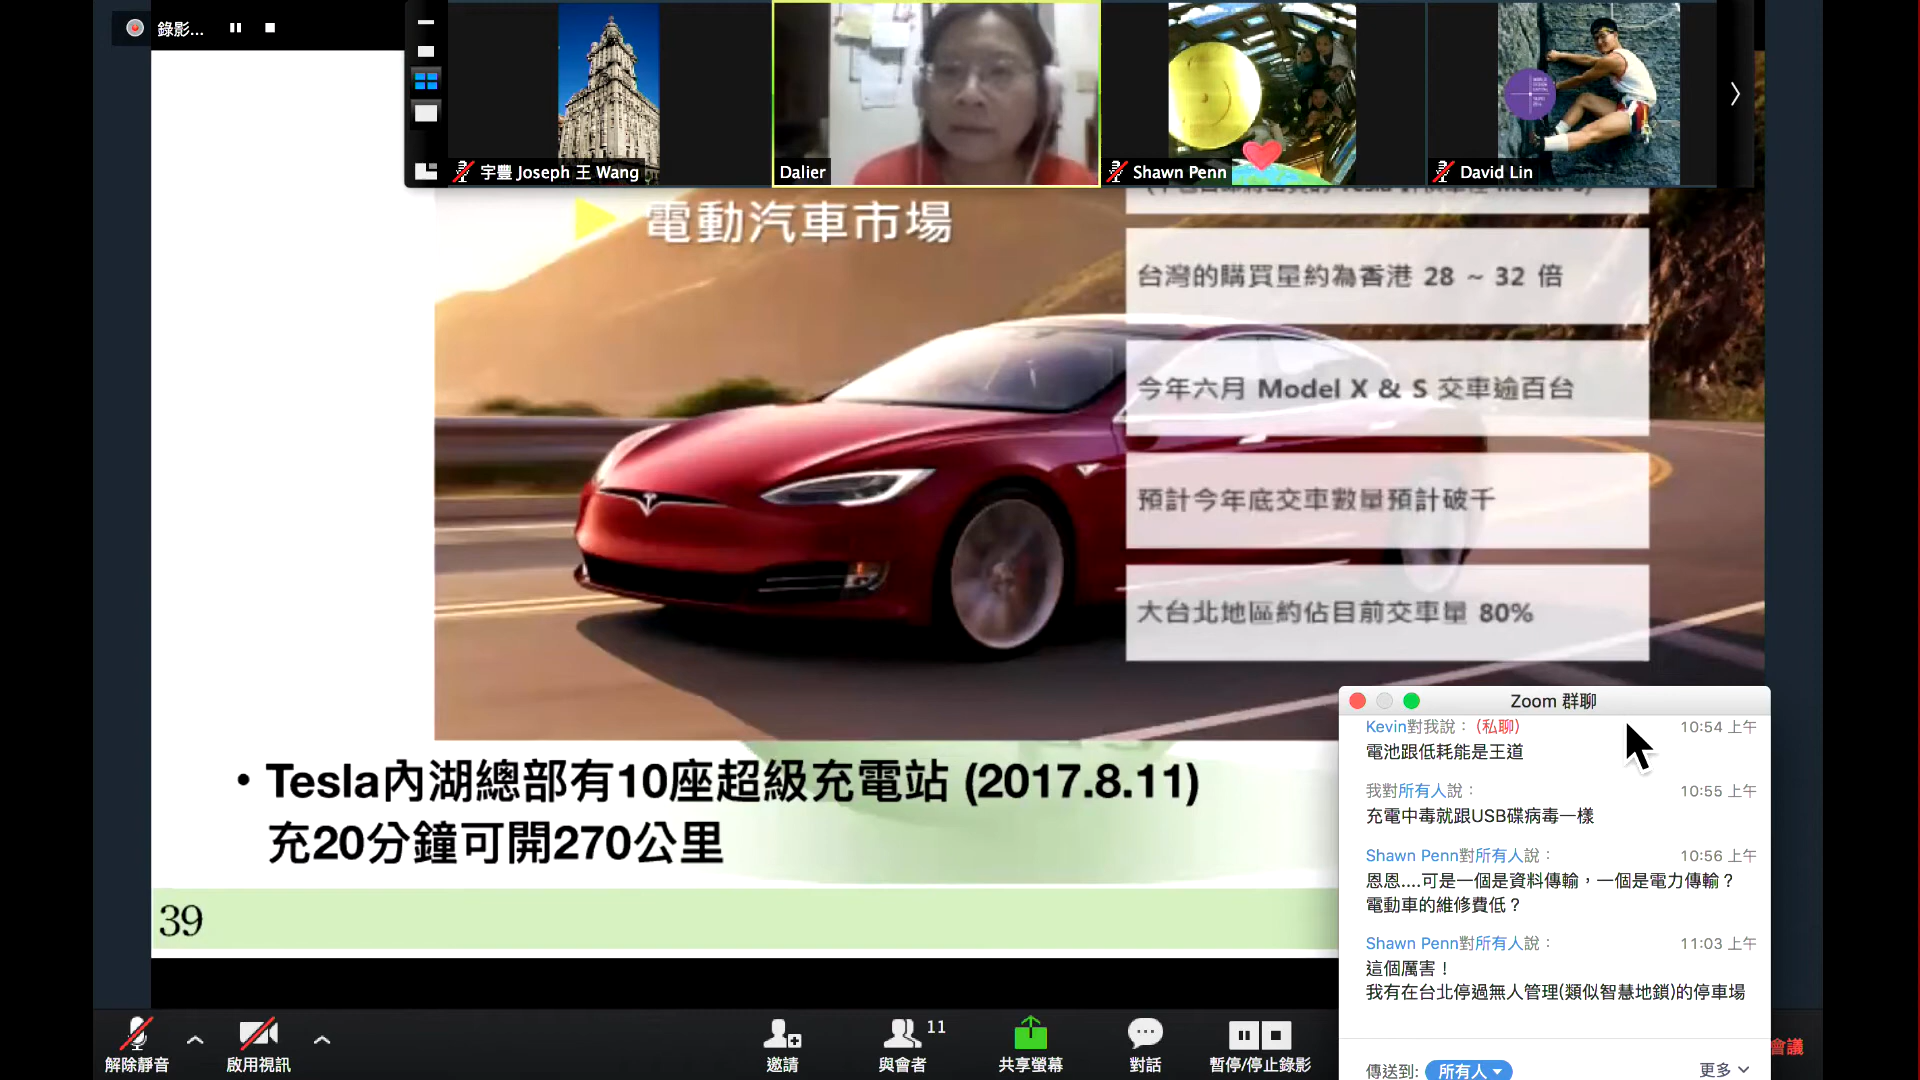 錄影...
宇豐 Joseph 王 Wang
Dalier
Shawn Penn
David Lin
電動汽車市場
台灣的購買量約為香港 28 ~ 32 倍
今年六月 Model X & S 交車逾百台
預計今年底交車數量預計破千
大台北地區約佔目前交車量 80%
• Tesla內湖總部有10座超級充電站 (2017.8.11)
充20分鐘可開270公里
39
Zoom 群聊
Kevin對我說：(私聊) 10:54 上午
電池跟低耗能是王道
我對所有人說： 10:55 上午
充電中毒就跟USB碟病毒一樣
Shawn Penn對所有人說： 10:56 上午
恩恩....可是一個是資料傳輸，一個是電力傳輸？
電動車的維修費低？
Shawn Penn對所有人說： 11:03 上午
這個厲害！
我有在台北停過無人管理(類似智慧地鎖)的停車場
傳送到: 所有人 更多
解除靜音
啟用視訊
邀請
11
與會者
共享螢幕
對話
暫停/停止錄影
會議